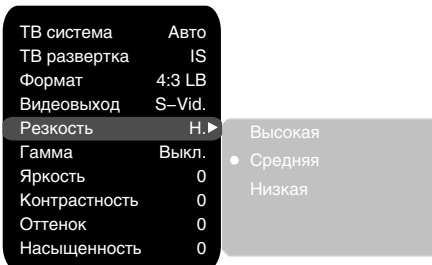 ТВ система Авто
ТВ развертка IS
Формат 4:3 LB
Видеовыход S–Vid.
Резкость Н.
Гамма Выкл.
Яркость 0
Контрастность 0
Оттенок 0
Насыщенность 0
Высокая
Средняя
Низкая